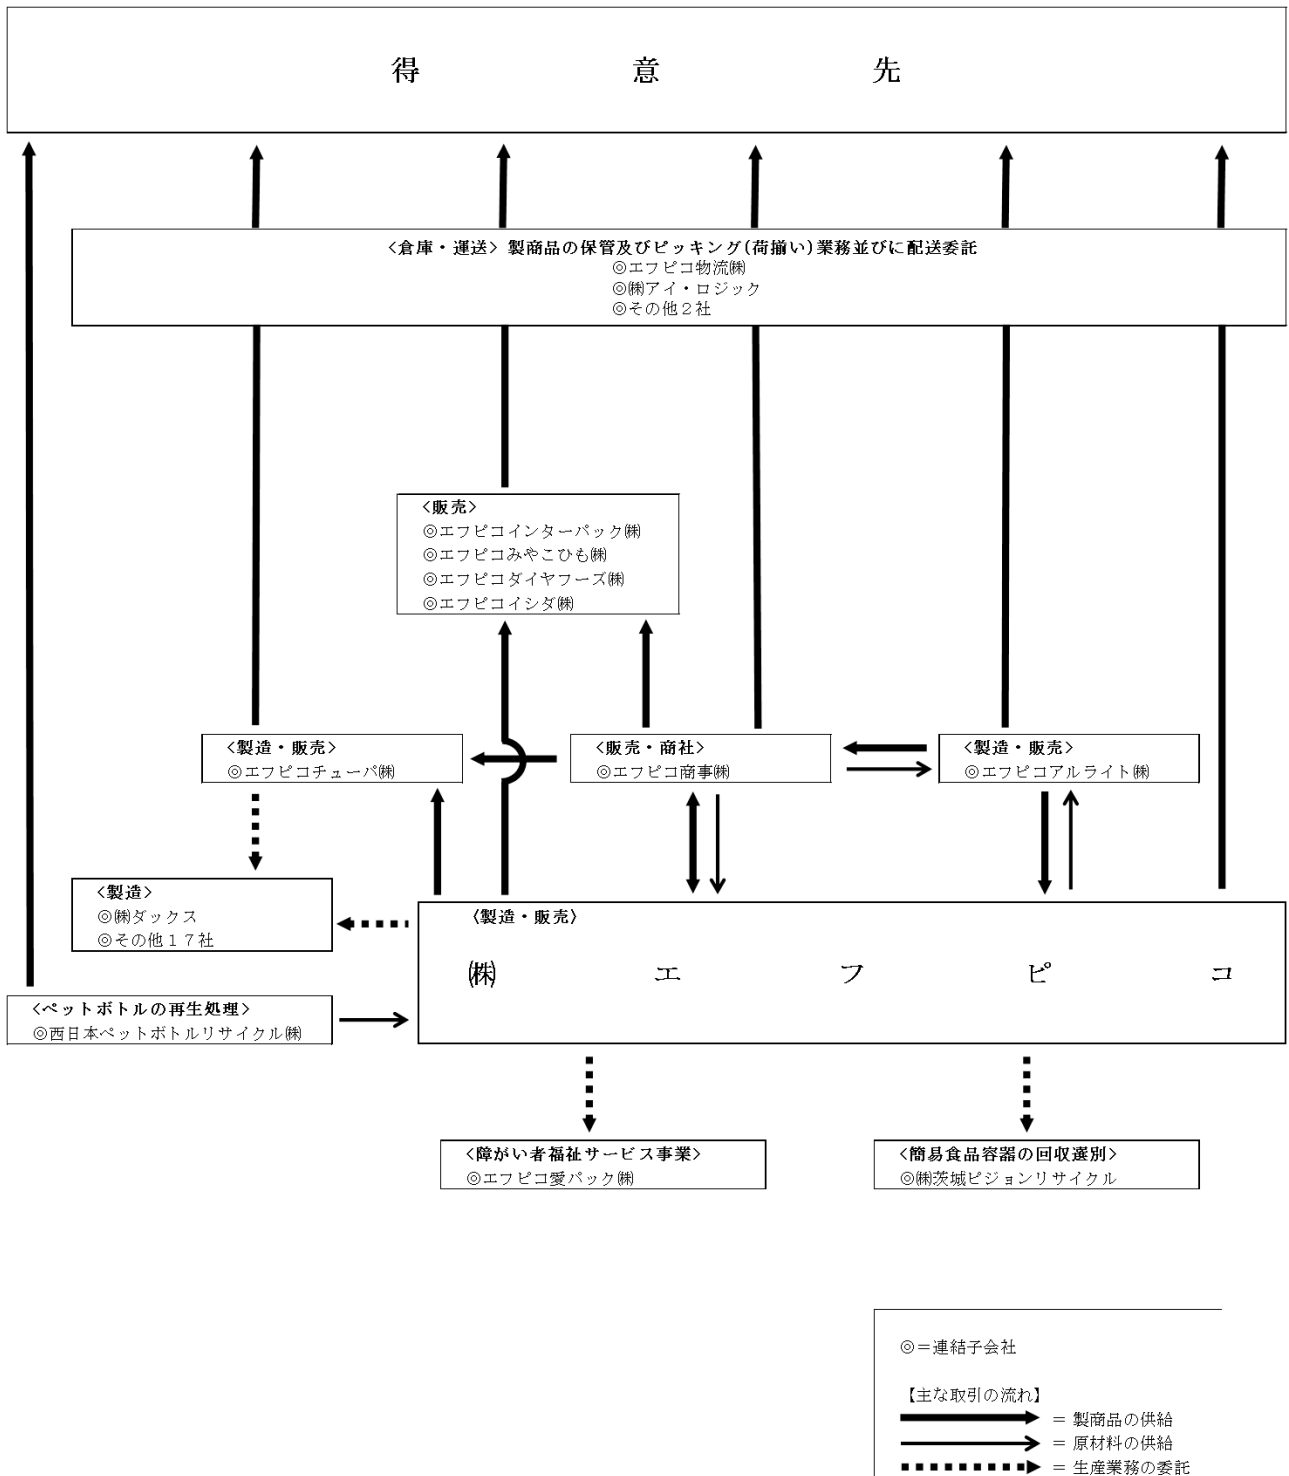 得意先
<倉庫・運送> 製商品の保管及びピッキング(荷揃い)業務並びに配送委託
◎エフピコ物流㈱
◎㈱アイ・ロジック
◎その他２社
<販売>
◎エフピコインターパック㈱
◎エフピコみやこひも㈱
◎エフピコダイヤフーズ㈱
◎エフピコイシダ㈱
<製造・販売>
◎エフピコチューパ㈱
<販売・商社>
◎エフピコ商事㈱
<製造・販売>
◎エフピコアルライト㈱
<製造>
◎㈱ダックス
◎その他１７社
<製造・販売>
㈱エフピコ
<ペットボトルの再生処理>
◎西日本ペットボトルリサイクル㈱
<障がい者福祉サービス事業>
◎エフピコ愛パック㈱
<簡易食品容器の回収選別>
◎㈱茨城ピジョンリサイクル
◎＝連結子会社
【主な取引の流れ】
＝ 製商品の供給
＝ 原材料の供給
＝ 生産業務の委託